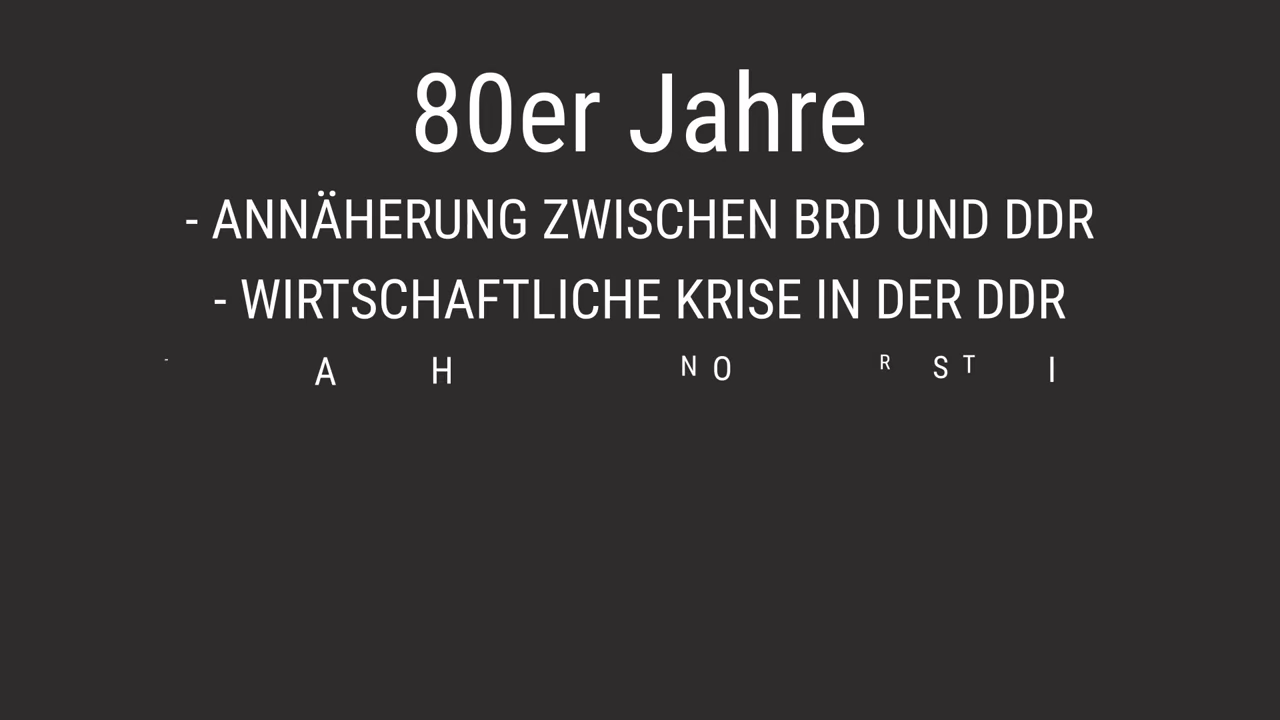 80er Jahre
- ANNÄHERUNG ZWISCHEN BRD UND DDR
- WIRTSCHAFTLICHE KRISE IN DER DDR
- A H N O R S T I